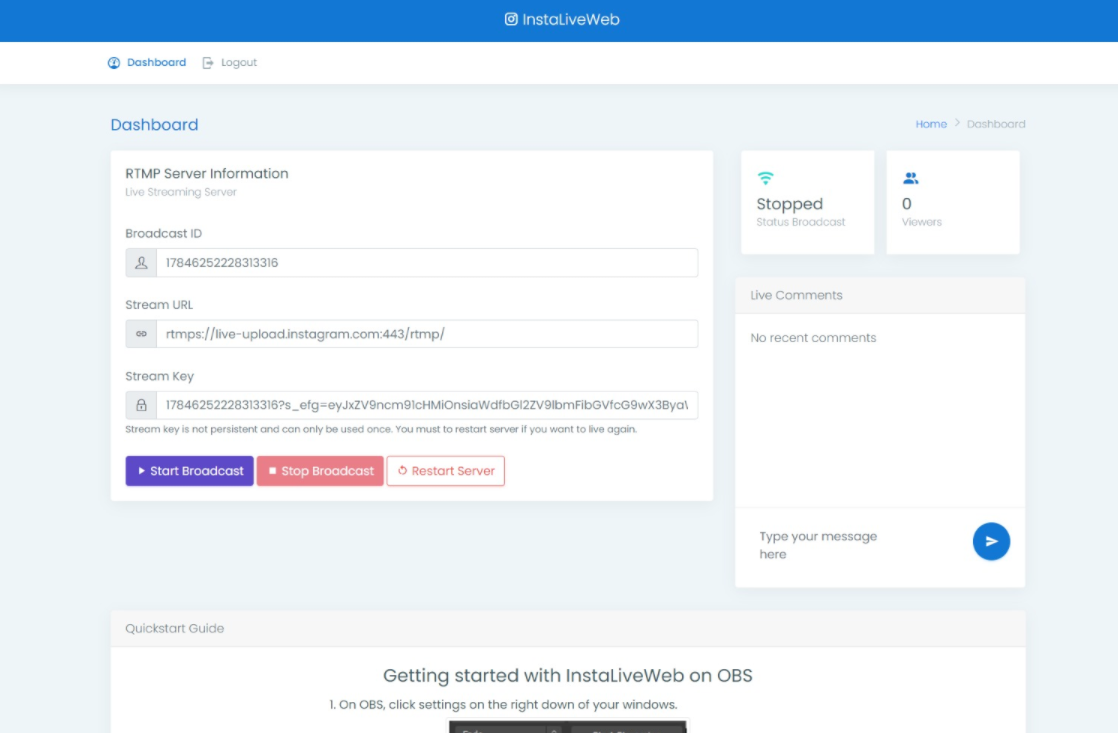 InstaLiveWeb
Dashboard Logout
Dashboard
Home > Dashboard
RTMP Server Information
Live Streaming Server
Broadcast ID
17846252228313316
Stream URL
rtmps://live-upload.instagram.com:443/rtmp/
Stream Key
Stream key is not persistent and can only be used once. You must to restart server if you want to live again.
Start Broadcast Stop Broadcast Restart Server
Stopped
Status Broadcast
0
Viewers
Live Comments
No recent comments
Type your message
here
Quickstart Guide
Getting started with InstaLiveWeb on OBS
1. On OBS, click settings on the right down of your windows.